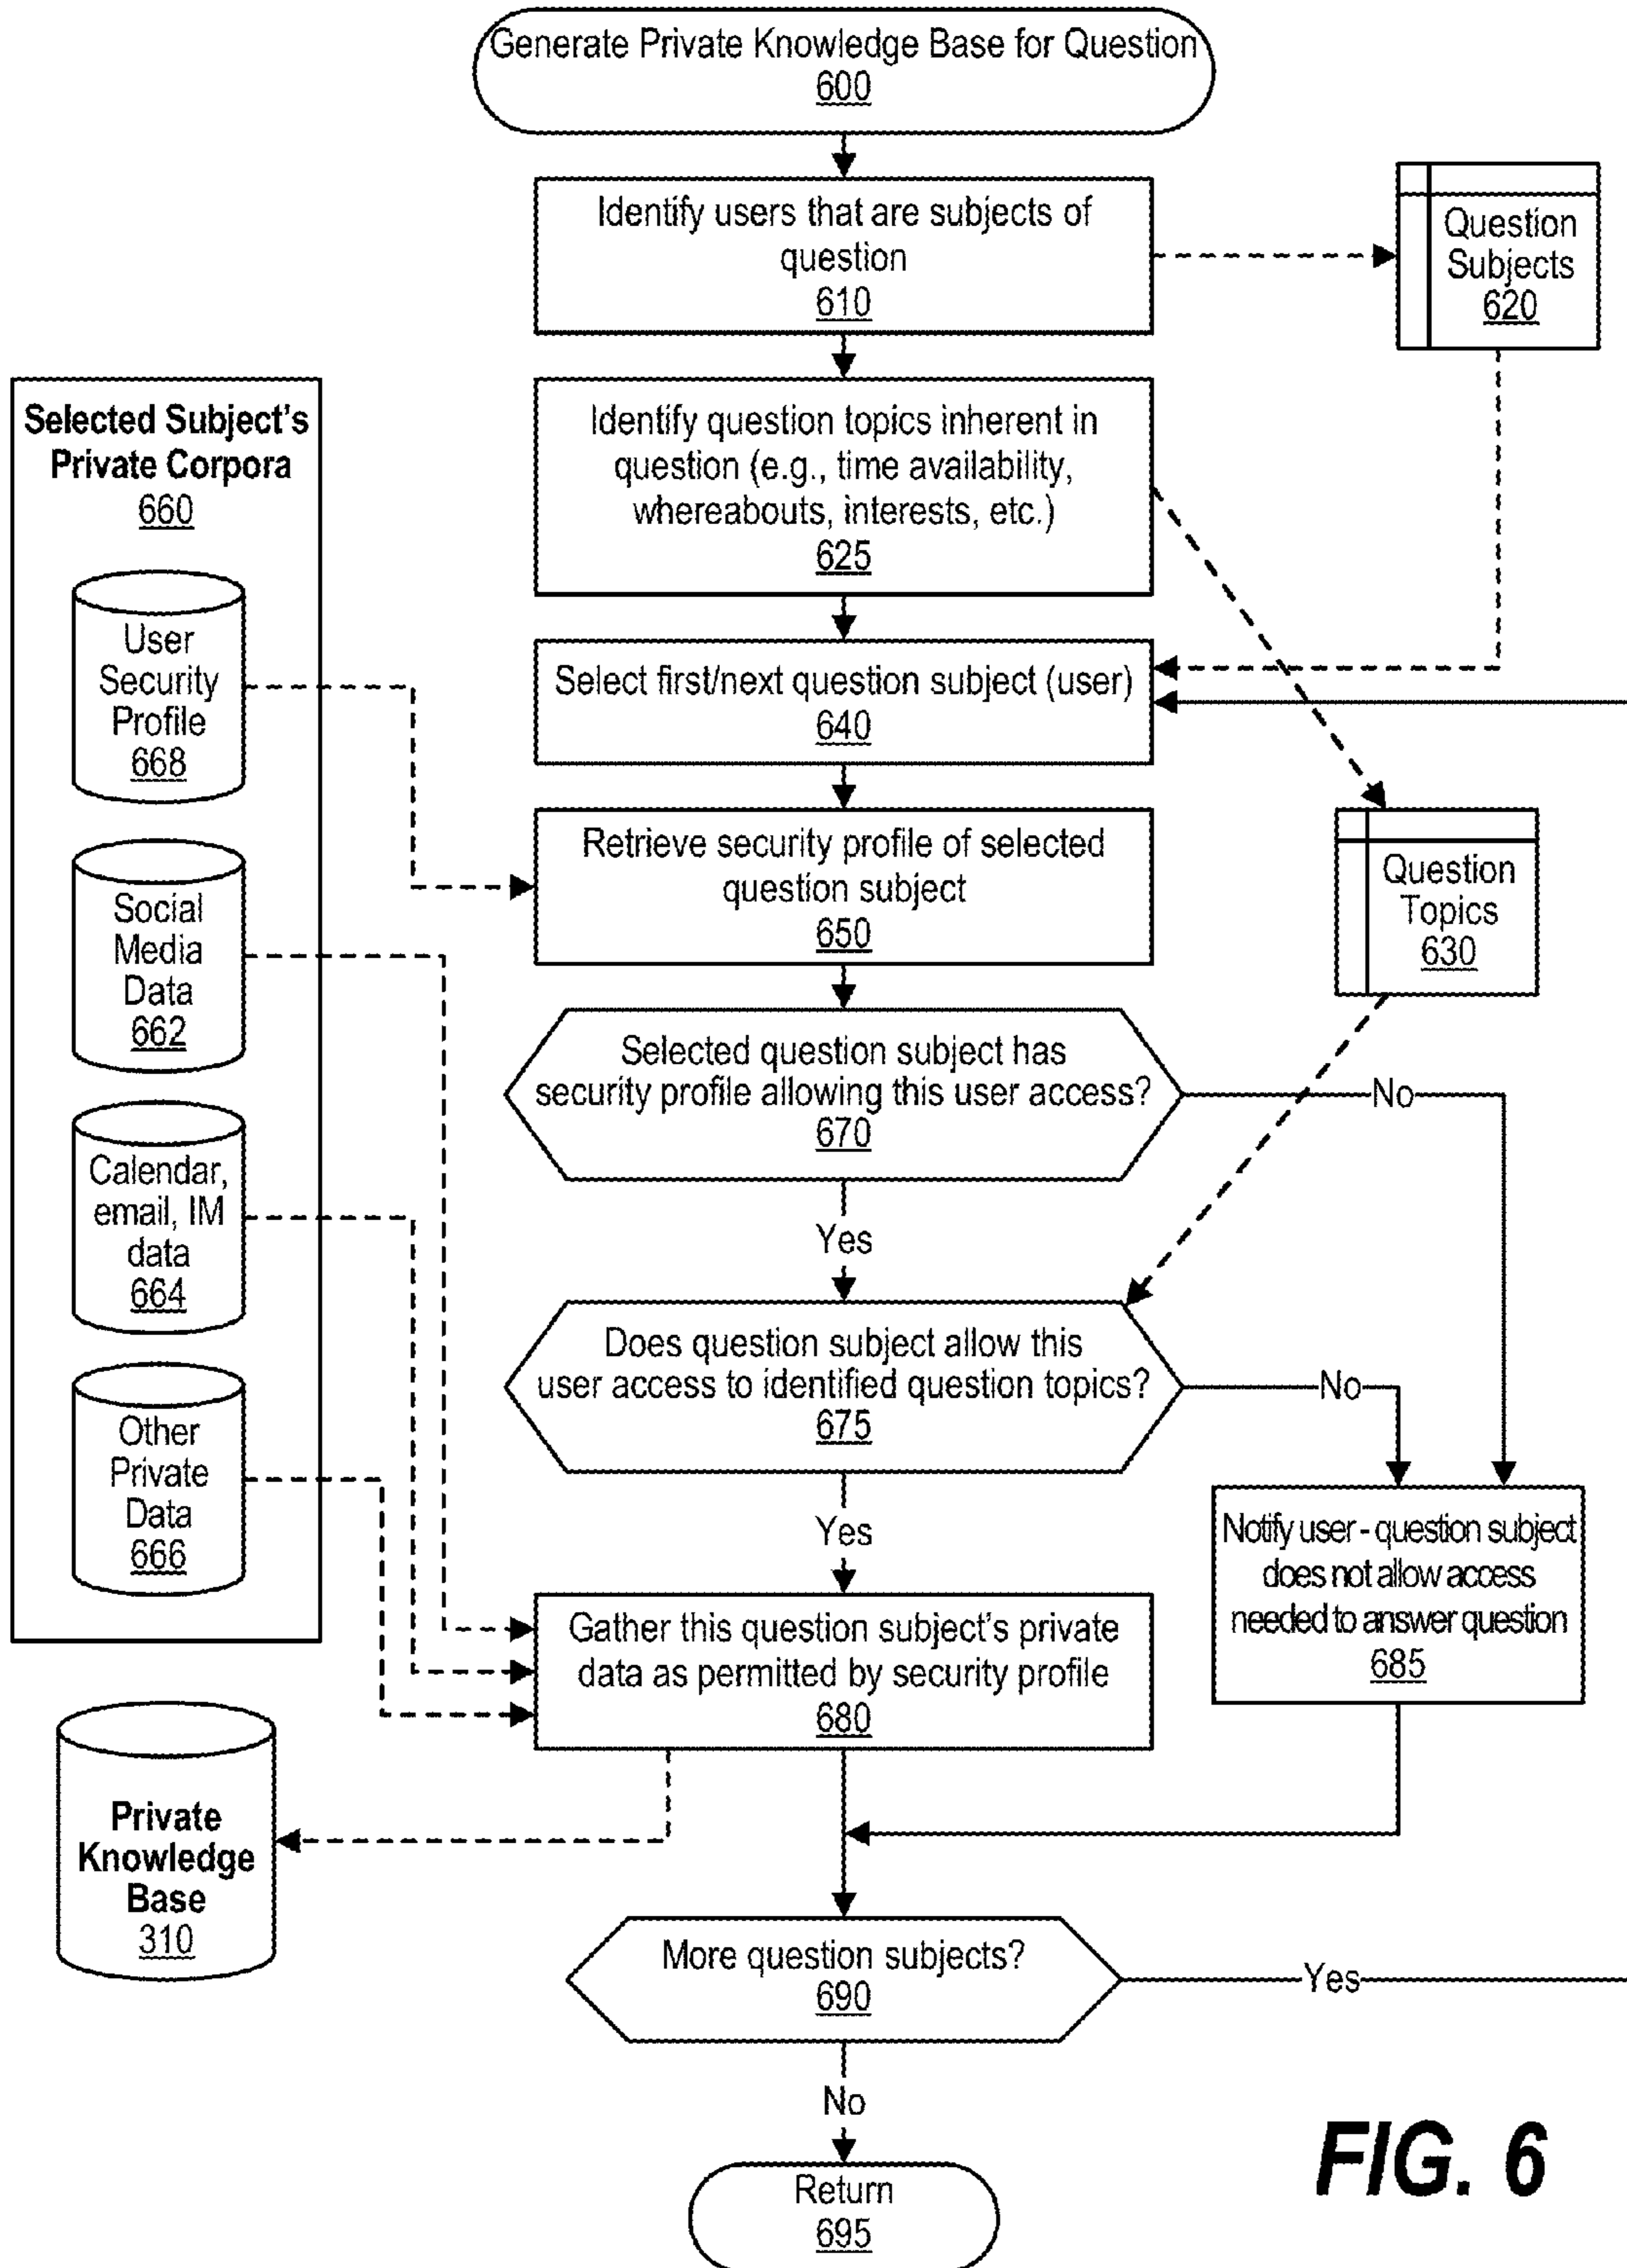 Generate Private Knowledge Base for Question
600
Identify users that are subjects of
question
610
Question
Subjects
620
Identify question topics inherent in
question (e.g., time availability,
whereabouts, interests, etc.)
625
Selected Subject's
Private Corpora
660
User
Security
Profile
668
Select first/next question subject (user)
640
Retrieve security profile of selected
question subject
650
Question
Topics
630
Social
Media
Data
662
Selected question subject has
security profile allowing this user access?
670
No
Yes
Calendar,
email, IM
data
664
Does question subject allow this
user access to identified question topics?
675
No
Yes
Other
Private
Data
666
Notify user - question subject
does not allow access
needed to answer question
685
Gather this question subject's private
data as permitted by security profile
680
Private
Knowledge
Base
310
More question subjects?
690
Yes
No
Return
695
FIG. 6